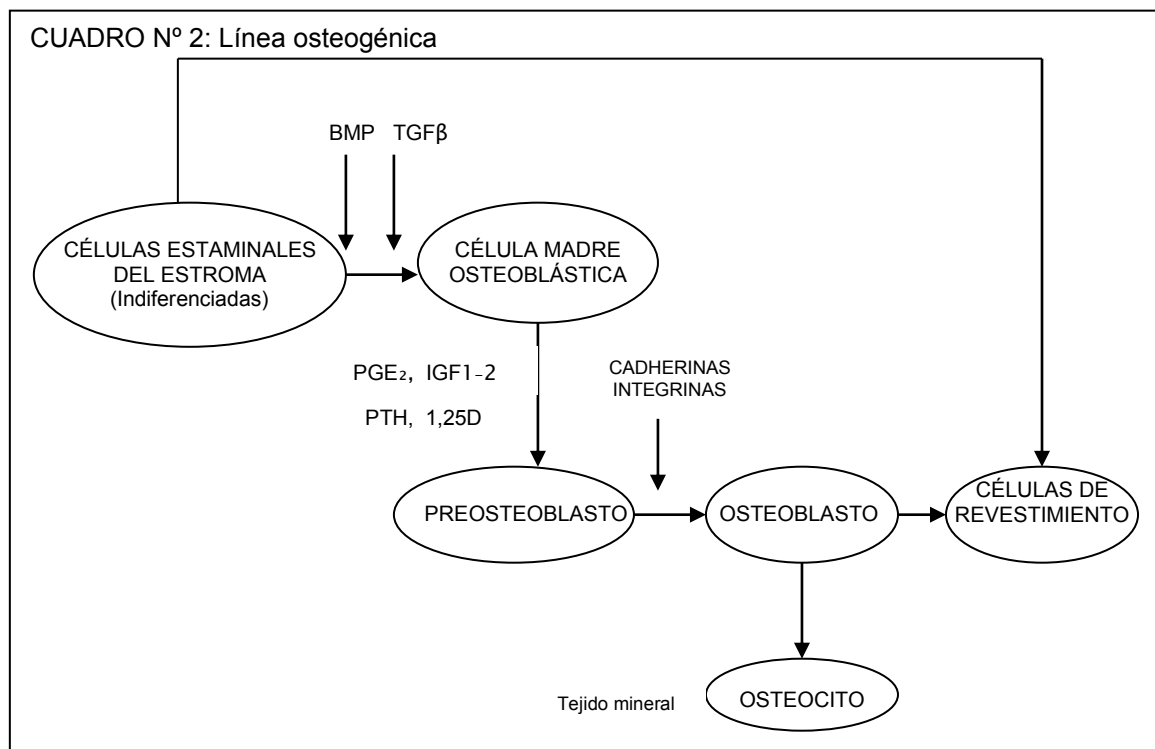 CUADRO Nº 2: Línea osteogénica
BMP TGFβ
CÉLULAS ESTAMINALES
DEL ESTROMA
(Indiferenciadas)
CÉLULA MADRE
OSTEOBLÁSTICA
PGE₂, IGF1-2
PTH, 1,25D
CADHERINAS
INTEGRINAS
PREOSTEOBLASTO
OSTEOBLASTO
CÉLULAS DE
REVESTIMIENTO
Tejido mineral
OSTEOCITO